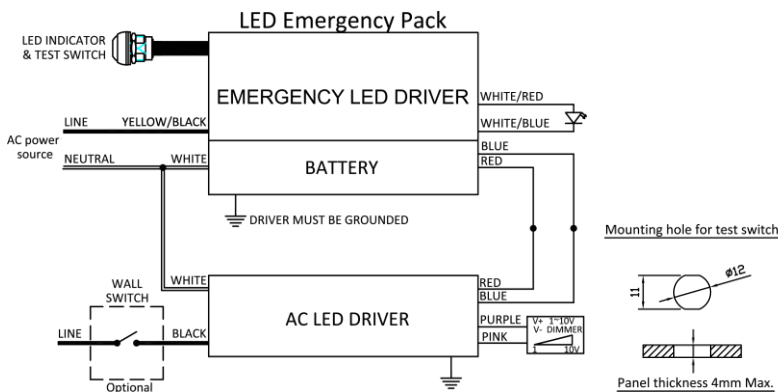 LED Emergency Pack
LED INDICATOR
& TEST SWITCH
EMERGENCY LED DRIVER
WHITE/RED
WHITE/BLUE
LINE
YELLOW/BLACK
AC power
source
NEUTRAL
WHITE
BATTERY
BLUE
RED
DRIVER MUST BE GROUNDED
Mounting hole for test switch
ø12
11
WALL
SWITCH
WHITE
RED
BLUE
AC LED DRIVER
LINE
BLACK
PURPLE
PINK
V+ 1~10V
V- DIMMER
1 10V
Optional
Panel thickness 4mm Max.